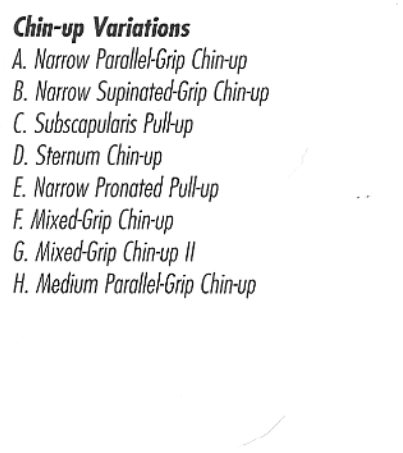 Chin-up Variations
A. Narrow Parallel-Grip Chin-up
B. Narrow Supinated-Grip Chin-up
C. Subscapularis Pull-up
D. Sternum Chin-up
E. Narrow Pronated Pull-up
F. Mixed-Grip Chin-up
G. Mixed-Grip Chin-up II
H. Medium Parallel-Grip Chin-up